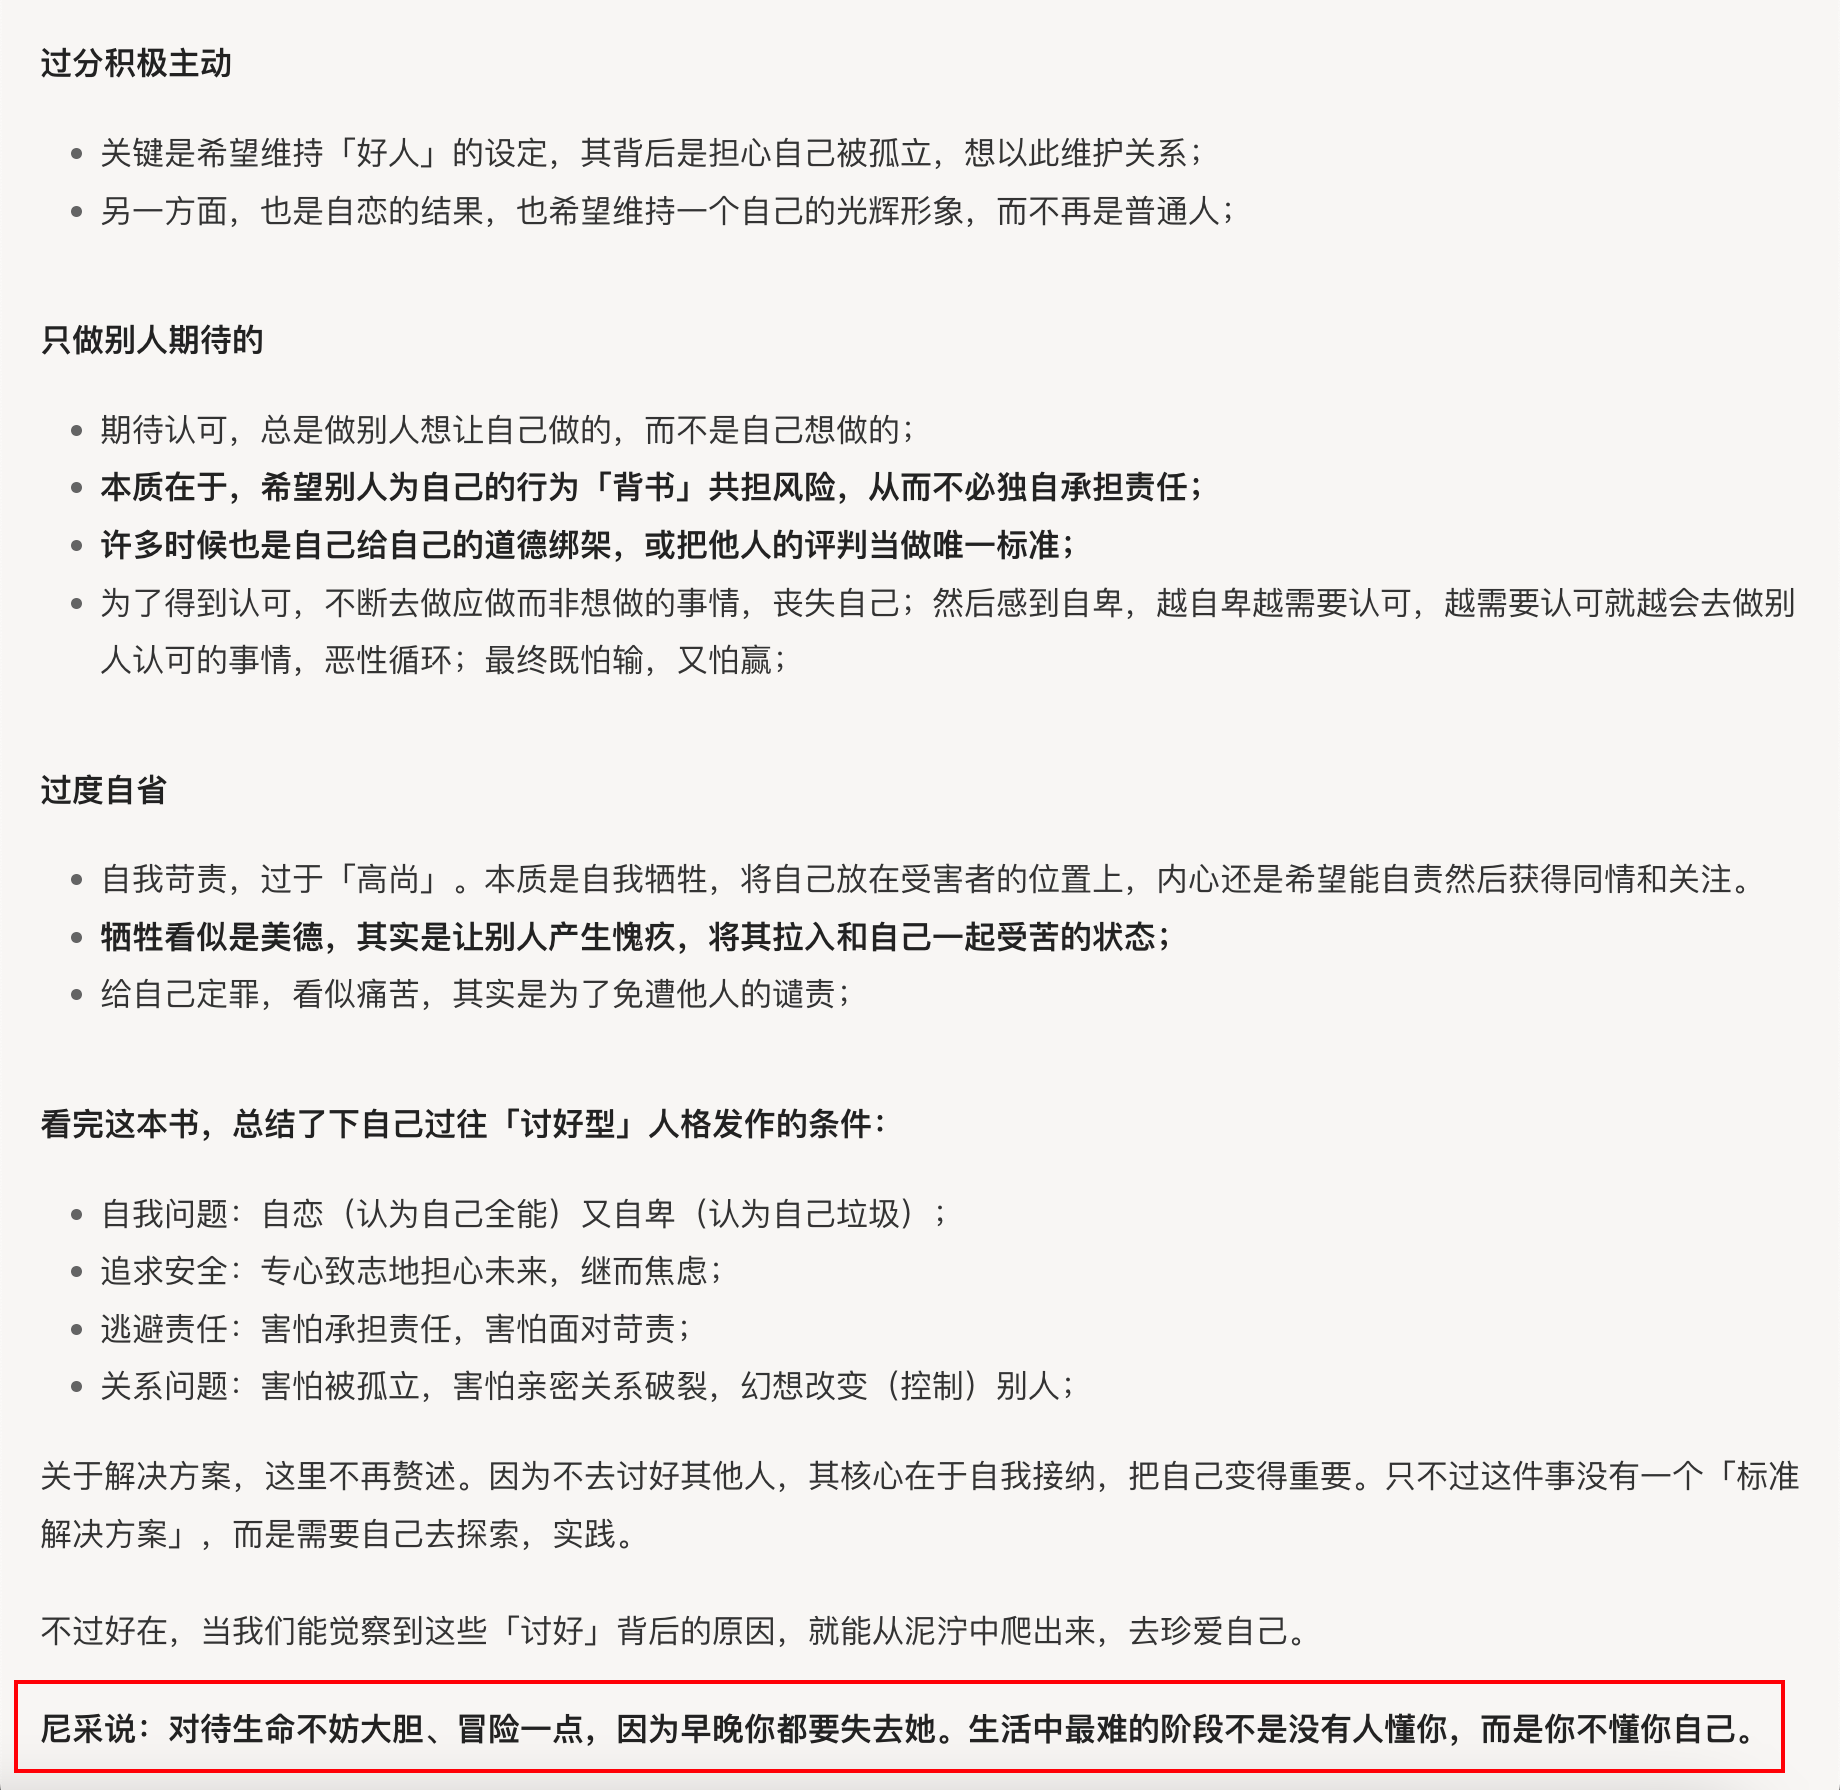 过分积极主动
关键是希望维持「好人」的设定，其背后是担心自己被孤立，想以此维护关系；
另一方面，也是自恋的结果，也希望维持一个自己的光辉形象，而不再是普通人；
只做别人期待的
期待认可，总是做别人想让自己做的，而不是自己想做的；
本质在于，希望别人为自己的行为「背书」共担风险，从而不必独自承担责任；
许多时候也是自己给自己的道德绑架，或把他人的评判当做唯一标准；
为了得到认可，不断去做应做而非想做的事情，丧失自己；然后感到自卑，越自卑越需要认可，越需要认可就越会去做别
人认可的事情，恶性循环；最终既怕输，又怕赢；
过度自省
自我苛责，过于「高尚」。本质是自我牺牲，将自己放在受害者的位置上，内心还是希望能自责然后获得同情和关注。
牺牲看似是美德，其实是让别人产生愧疚，将其拉入和自己一起受苦的状态；
给自己定罪，看似痛苦，其实是为了免遭他人的谴责；
看完这本书，总结了下自己过往「讨好型」人格发作的条件：
自我问题：自恋（认为自己全能）又自卑（认为自己垃圾）；
追求安全：专心致志地担心未来，继而焦虑；
逃避责任：害怕承担责任，害怕面对苛责；
关系问题：害怕被孤立，害怕亲密关系破裂，幻想改变（控制）别人；
关于解决方案，这里不再赘述。因为不去讨好其他人，其核心在于自我接纳，把自己变得重要。只不过这件事没有一个「标准
解决方案」，而是需要自己去探索，实践。
不过好在，当我们能觉察到这些「讨好」背后的原因，就能从泥泞中爬出来，去珍爱自己。
尼采说：对待生命不妨大胆、冒险一点，因为早晚你都要失去她。生活中最难的阶段不是没有人懂你，而是你不懂你自己。